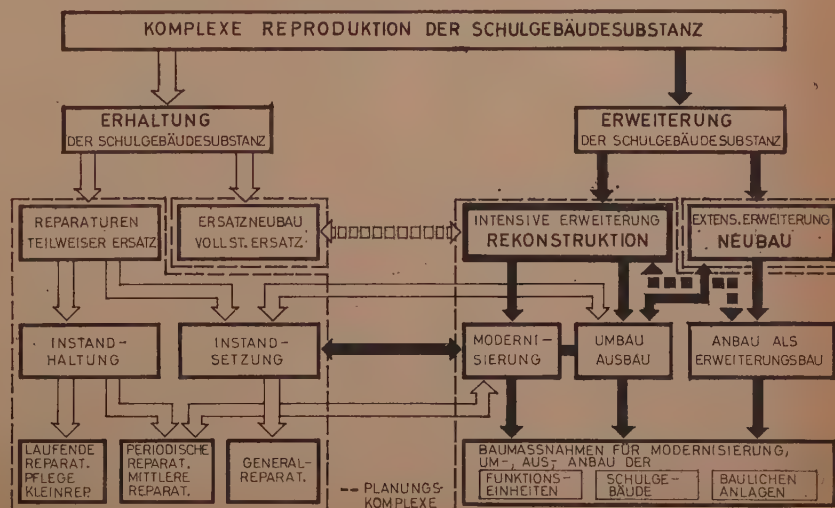 KOMPLEXE REPRODUKTION DER SCHULGEBÄUDESUBSTANZ
ERHALTUNG
DER SCHULGEBÄUDESUBSTANZ
ERWEITERUNG
DER SCHULGEBÄUDESUBSTANZ
REPARATUREN
TEILWEISER ERSATZ
ERSATZNEUBAU
VOLLST. ERSATZ
INTENSIVE ERWEITERUNG
REKONSTRUKTION
EXTENS. ERWEITERUNG
NEUBAU
INSTAND-
HALTUNG
INSTAND-
SETZUNG
MODERNI-
SIERUNG
UMBAU
AUSBAU
ANBAU ALS
ERWEITERUNGSBAU
LAUFENDE
REPARAT.
PFLEGE
KLEINREP.
PERIODISCHE
REPARAT.
MITTLERE
REPARAT.
GENERAL-
REPARAT.
-- PLANUNGS-
KOMPLEXE
BAUMASSNAHMEN FÜR MODERNISIERUNG,
UM-, AUS-, ANBAU DER
FUNKTIONS-
EINHEITEN
SCHULGE-
BÄUDE
BAULICHEN
ANLAGEN